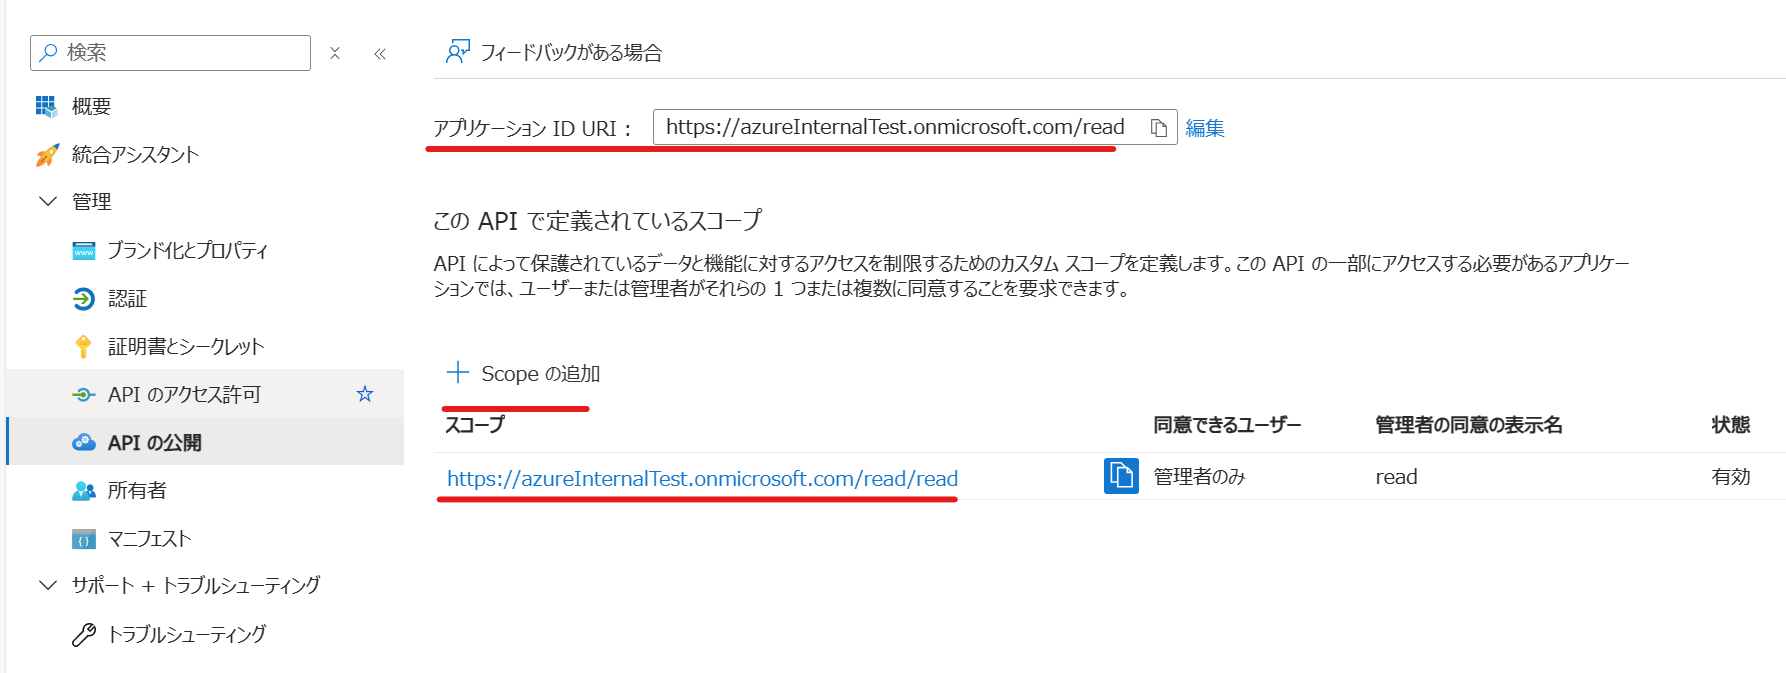 検索
概要
統合アシスタント
管理
ブランド化とプロパティ
認証
証明書とシークレット
API のアクセス許可
API の公開
所有者
マニフェスト
サポート + トラブルシューティング
トラブルシューティング
フィードバックがある場合
アプリケーション ID URI : https://azureInternalTest.onmicrosoft.com/read 編集
この API で定義されているスコープ
API によって保護されているデータと機能に対するアクセスを制限するためのカスタム スコープを定義します。この API の一部にアクセスする必要があるアプリケー
ションでは、ユーザーまたは管理者がそれらの 1 つまたは複数に同意することを要求できます。
Scope の追加
スコープ 同意できるユーザー 管理者の同意の表示名 状態
https://azureInternalTest.onmicrosoft.com/read/read 管理者のみ read 有効